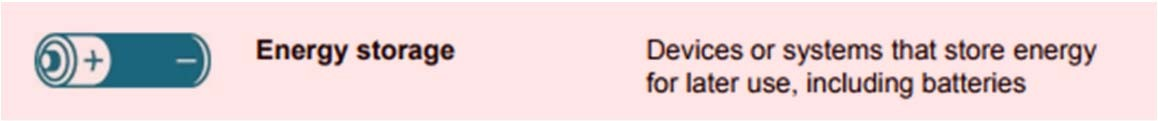 Energy storage
Devices or systems that store energy
for later use, including batteries